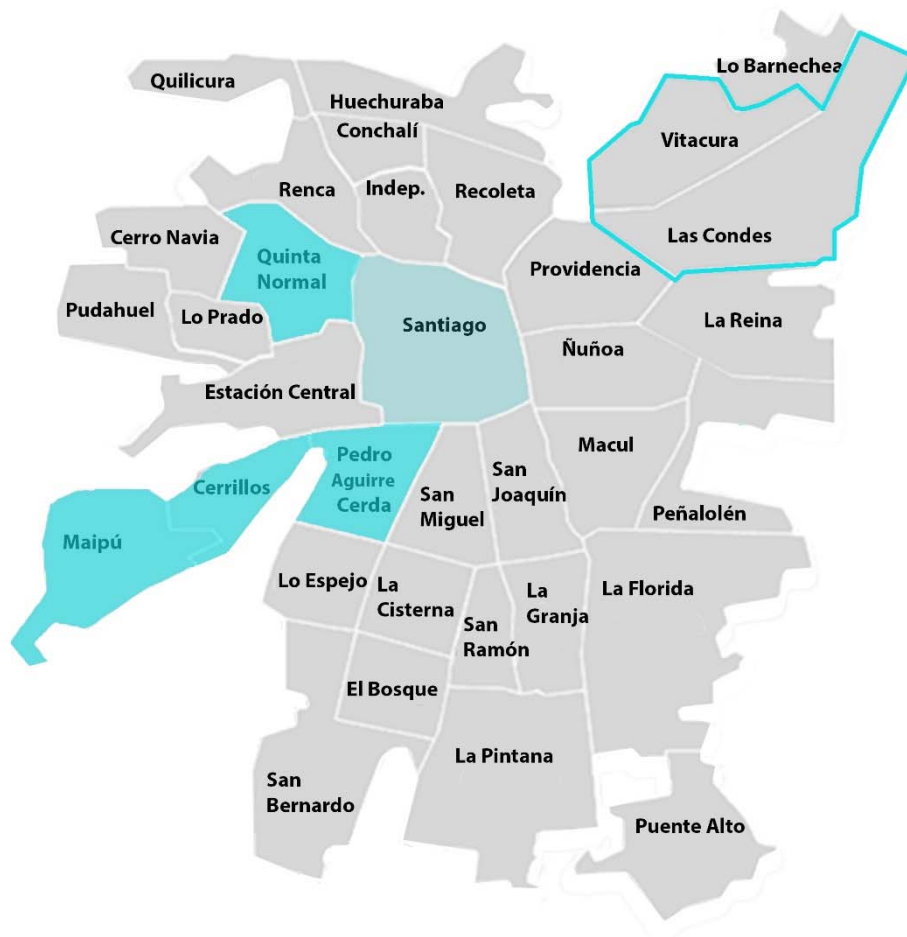 Lo Barnechea
Quilicura
Huechuraba
Conchalí
Vitacura
Renca
Indep.
Recoleta
Cerro Navia
Las Condes
Quinta
Normal
Providencia
Pudahuel
Lo Prado
Santiago
La Reina
Ñuñoa
Estación Central
Pedro
Aguirre
Cerda
Macul
San
Joaquín
Cerrillos
San
Miguel
Peñalolén
Maipú
Lo Espejo
La
Cisterna
La
Granja
La Florida
San
Ramón
El Bosque
La Pintana
San
Bernardo
Puente Alto